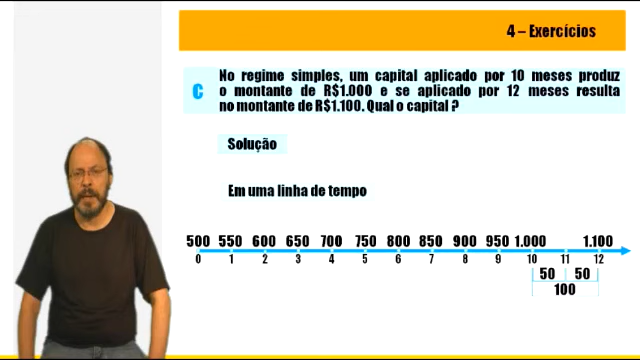 4 – Exercícios
C
No regime simples, um capital aplicado por 10 meses produz
o montante de R$1.000 e se aplicado por 12 meses resulta
no montante de R$1.100. Qual o capital ?
Solução
Em uma linha de tempo
500 550 600 650 700 750 800 850 900 950 1.000 1.100
0 1 2 3 4 5 6 7 8 9 10 11 12
50 50
100